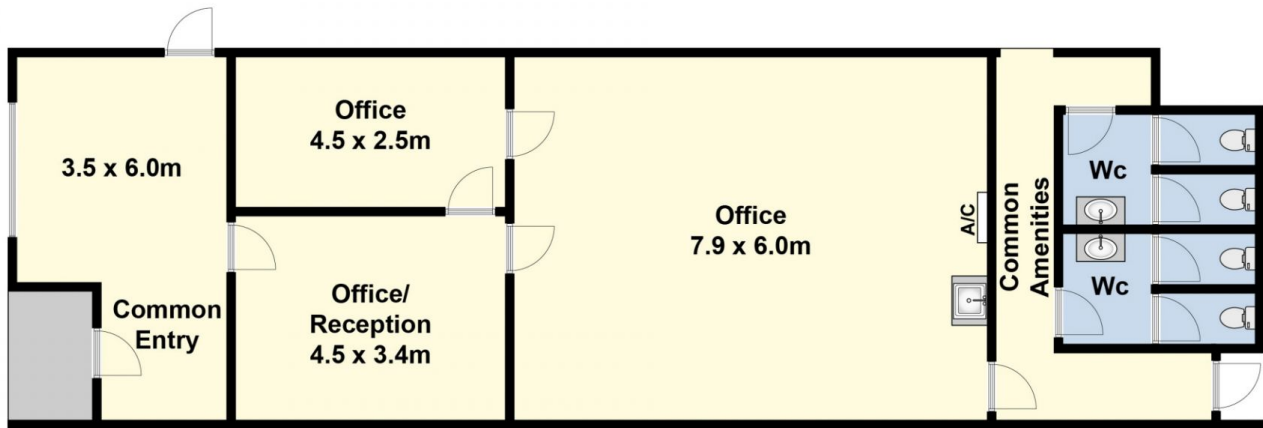 3.5 x 6.0m
Common
Entry
Office
4.5 x 2.5m
Office/
Reception
4.5 x 3.4m
Office
7.9 x 6.0m
A/C
Common
Amenities
Wc
Wc